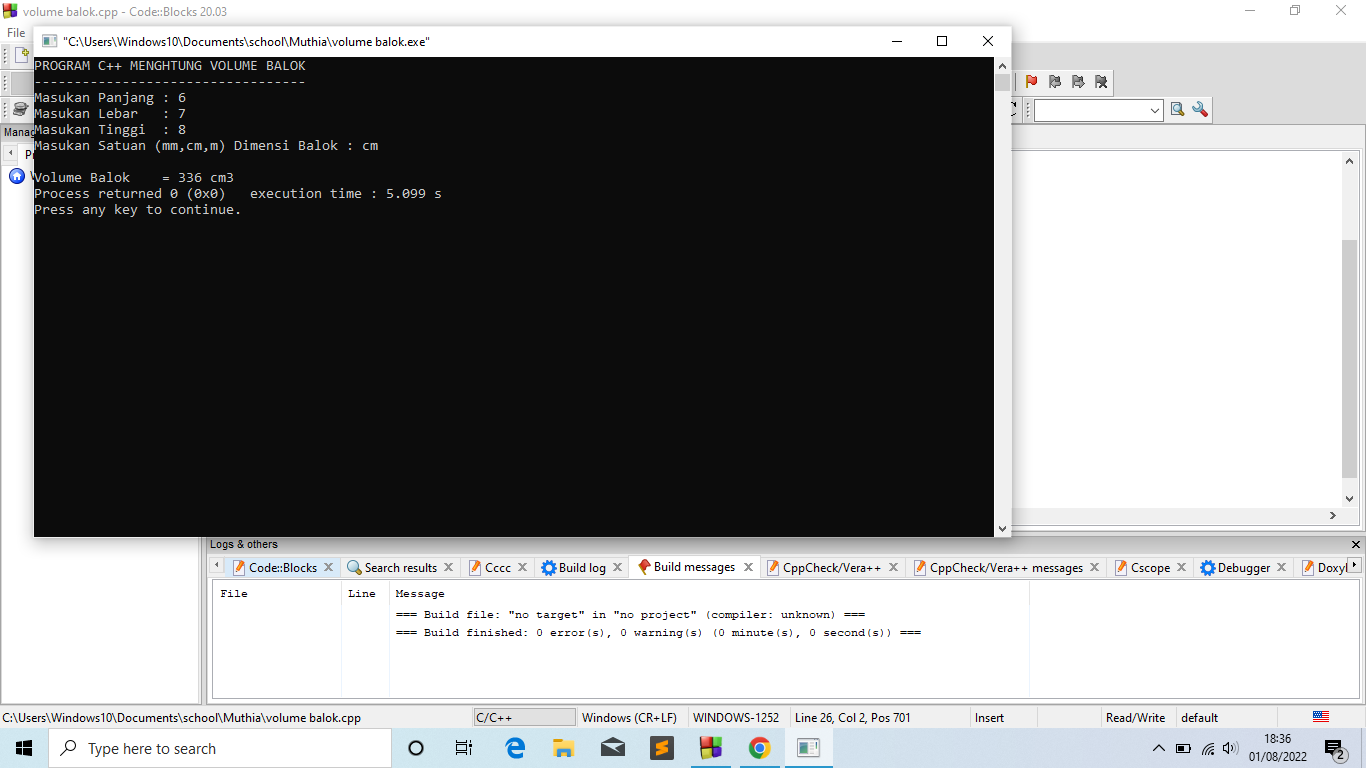 volume balok.cpp - Code::Blocks 20.03
File
"C:\Users\Windows10\Documents\school\Muthia\volume balok.exe"
PROGRAM C++ MENGHTUNG VOLUME BALOK
----------------------------------
Masukan Panjang : 6
Masukan Lebar   : 7
Masukan Tinggi  : 8
Masukan Satuan (mm,cm,m) Dimensi Balok : cm
Volume Balok    = 336 cm3
Process returned 0 (0x0)   execution time : 5.099 s
Press any key to continue.
Logs & others
Code::Blocks Search results Cccc Build log Build messages CppCheck/Vera++ CppCheck/Vera++ messages Cscope Debugger
File Line Message
=== Build file: "no target" in "no project" (compiler: unknown) ===
=== Build finished: 0 error(s), 0 warning(s) (0 minute(s), 0 second(s)) ===
C:\Users\Windows10\Documents\school\Muthia\volume balok.cpp C/C++ Windows (CR+LF) WINDOWS-1252 Line 26, Col 2, Pos 701 Insert Read/Write default
Type here to search
18:36
01/08/2022
2